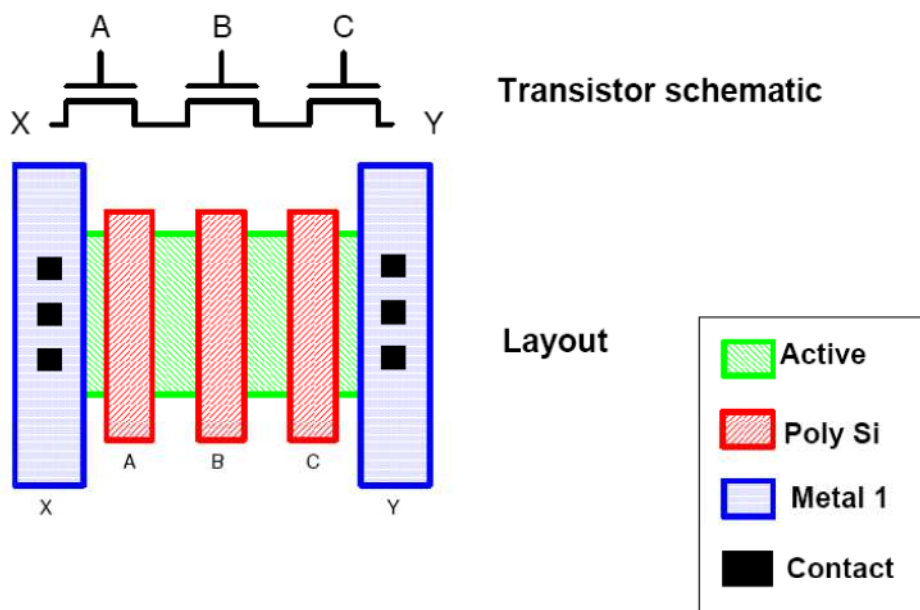 A B C
X Y
Transistor schematic
Layout
A B C
X Y
Active
Poly Si
Metal 1
Contact